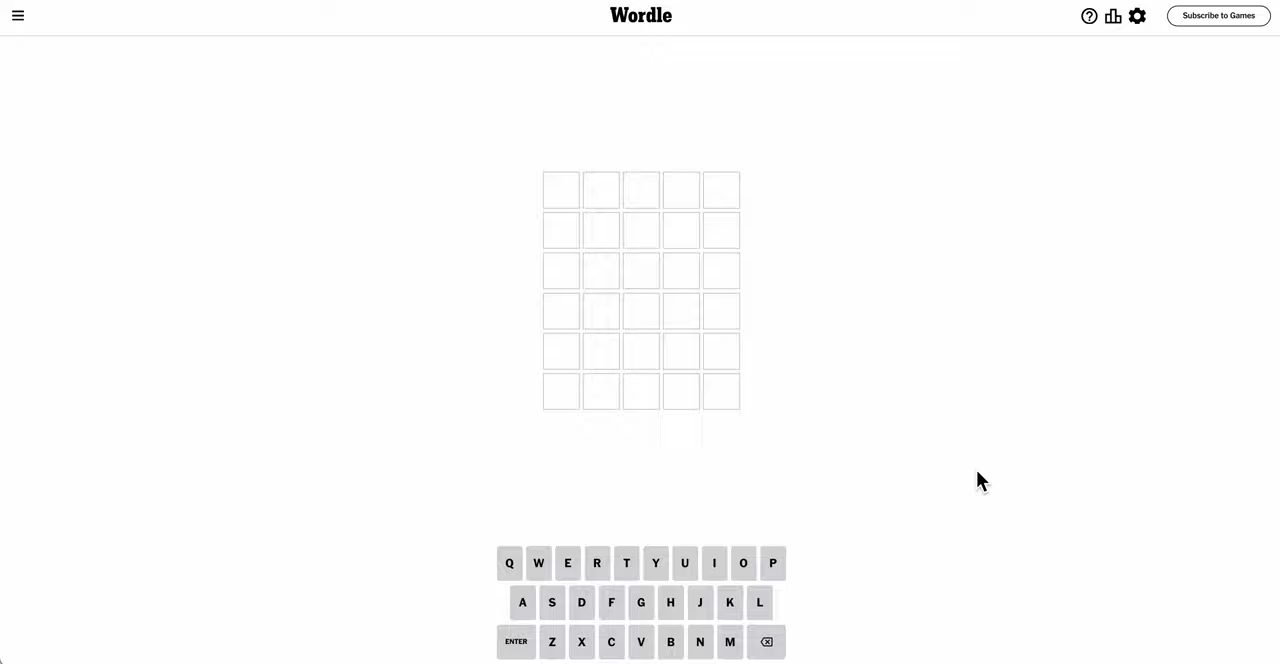 Wordle
Subscribe to Games
Q W E R T Y U I O P
A S D F G H J K L
ENTER Z X C V B N M